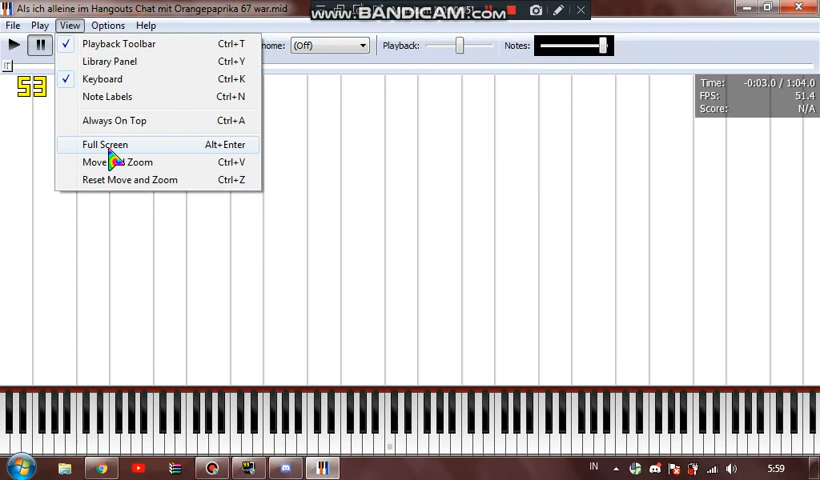 Als ich alleine im Hangouts Chat mit Orangepaprika 67 war.mid
www.BANDICAM.com
File Play View Options Help
ome: (Off) Playback: Notes:
Playback Toolbar Ctrl+T
Library Panel Ctrl+Y
Keyboard Ctrl+K
Note Labels Ctrl+N
Always On Top Ctrl+A
Full Screen Alt+Enter
Move d Zoom Ctrl+V
Reset Move and Zoom Ctrl+Z
53
Time: -0:03.0 / 1:04.0
FPS: 51.4
Score: N/A
IN 5:59